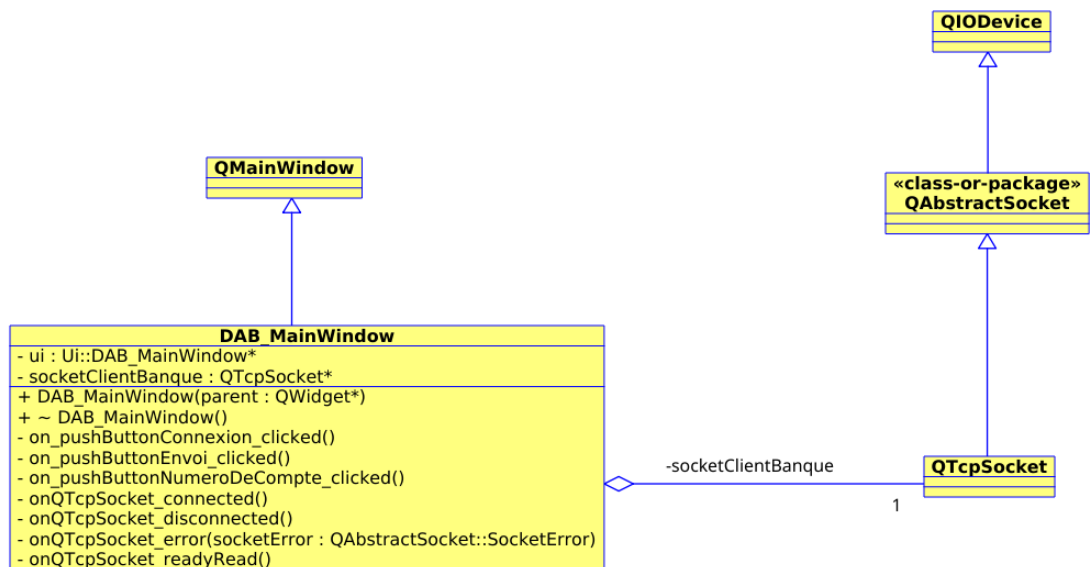 QIODevice
QMainWindow
«class-or-package»
QAbstractSocket
DAB_MainWindow
- ui : Ui::DAB_MainWindow*
- socketClientBanque : QTcpSocket*
+ DAB_MainWindow(parent : QWidget*)
+ ~ DAB_MainWindow()
- on_pushButtonConnexion_clicked()
- on_pushButtonEnvoi_clicked()
- on_pushButtonNumeroDeCompte_clicked()
- onQTcpSocket_connected()
- onQTcpSocket_disconnected()
- onQTcpSocket_error(socketError : QAbstractSocket::SocketError)
- onQTcpSocket_readyRead()
-socketClientBanque
1
QTcpSocket